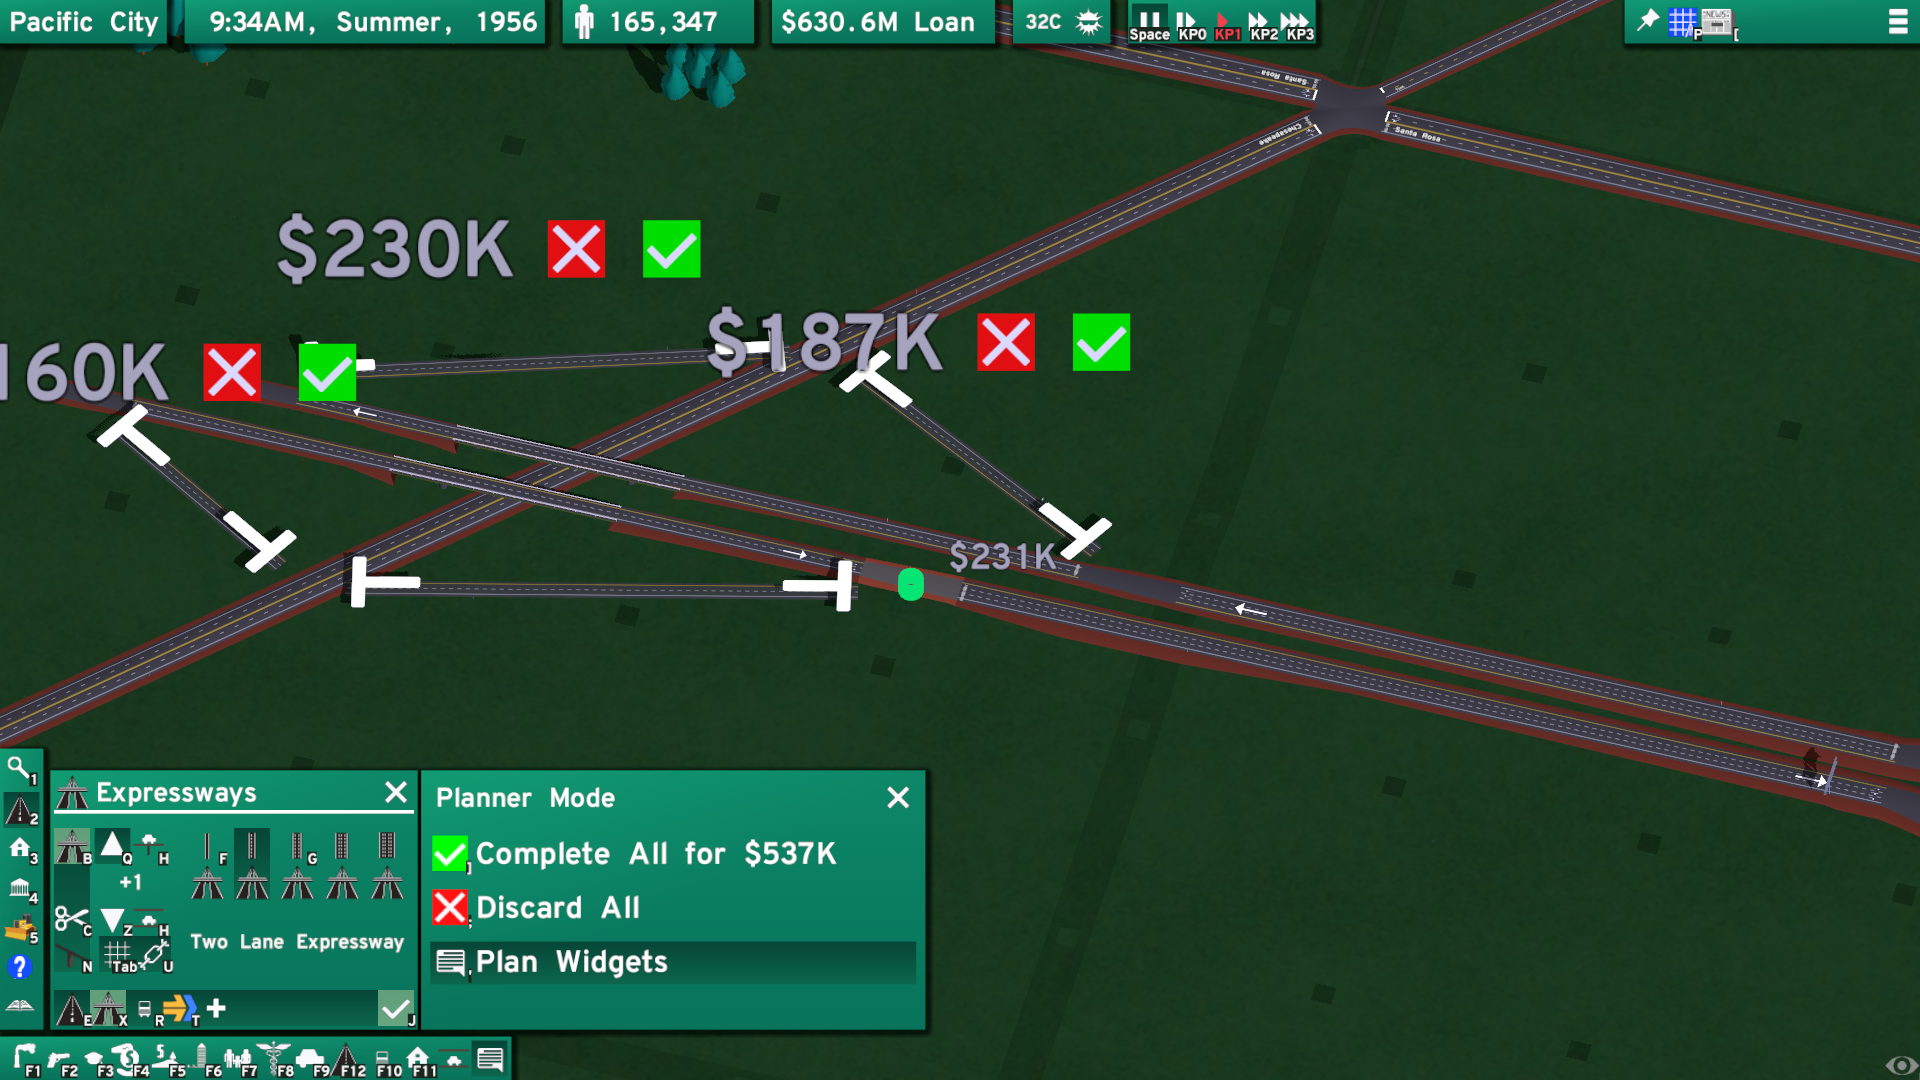 Pacific City
9:34AM, Summer, 1956
165,347
$630.6M Loan
32C
Space KP0 KP1 KP2 KP3
P [
NEWS
Santa Rosa
Chesapeake
Santa Rosa
$230K
$187K
160K
$231K
1
2
3
4
5
Expressways
B Q H F G
+1
C Z H
N Tab U
Two Lane Expressway
E X R T J
Planner Mode
Complete All for $537K
]
Discard All
;
Plan Widgets
F1 F2 F3 F4 F5 F6 F7 F8 F9 F12 F10 F11